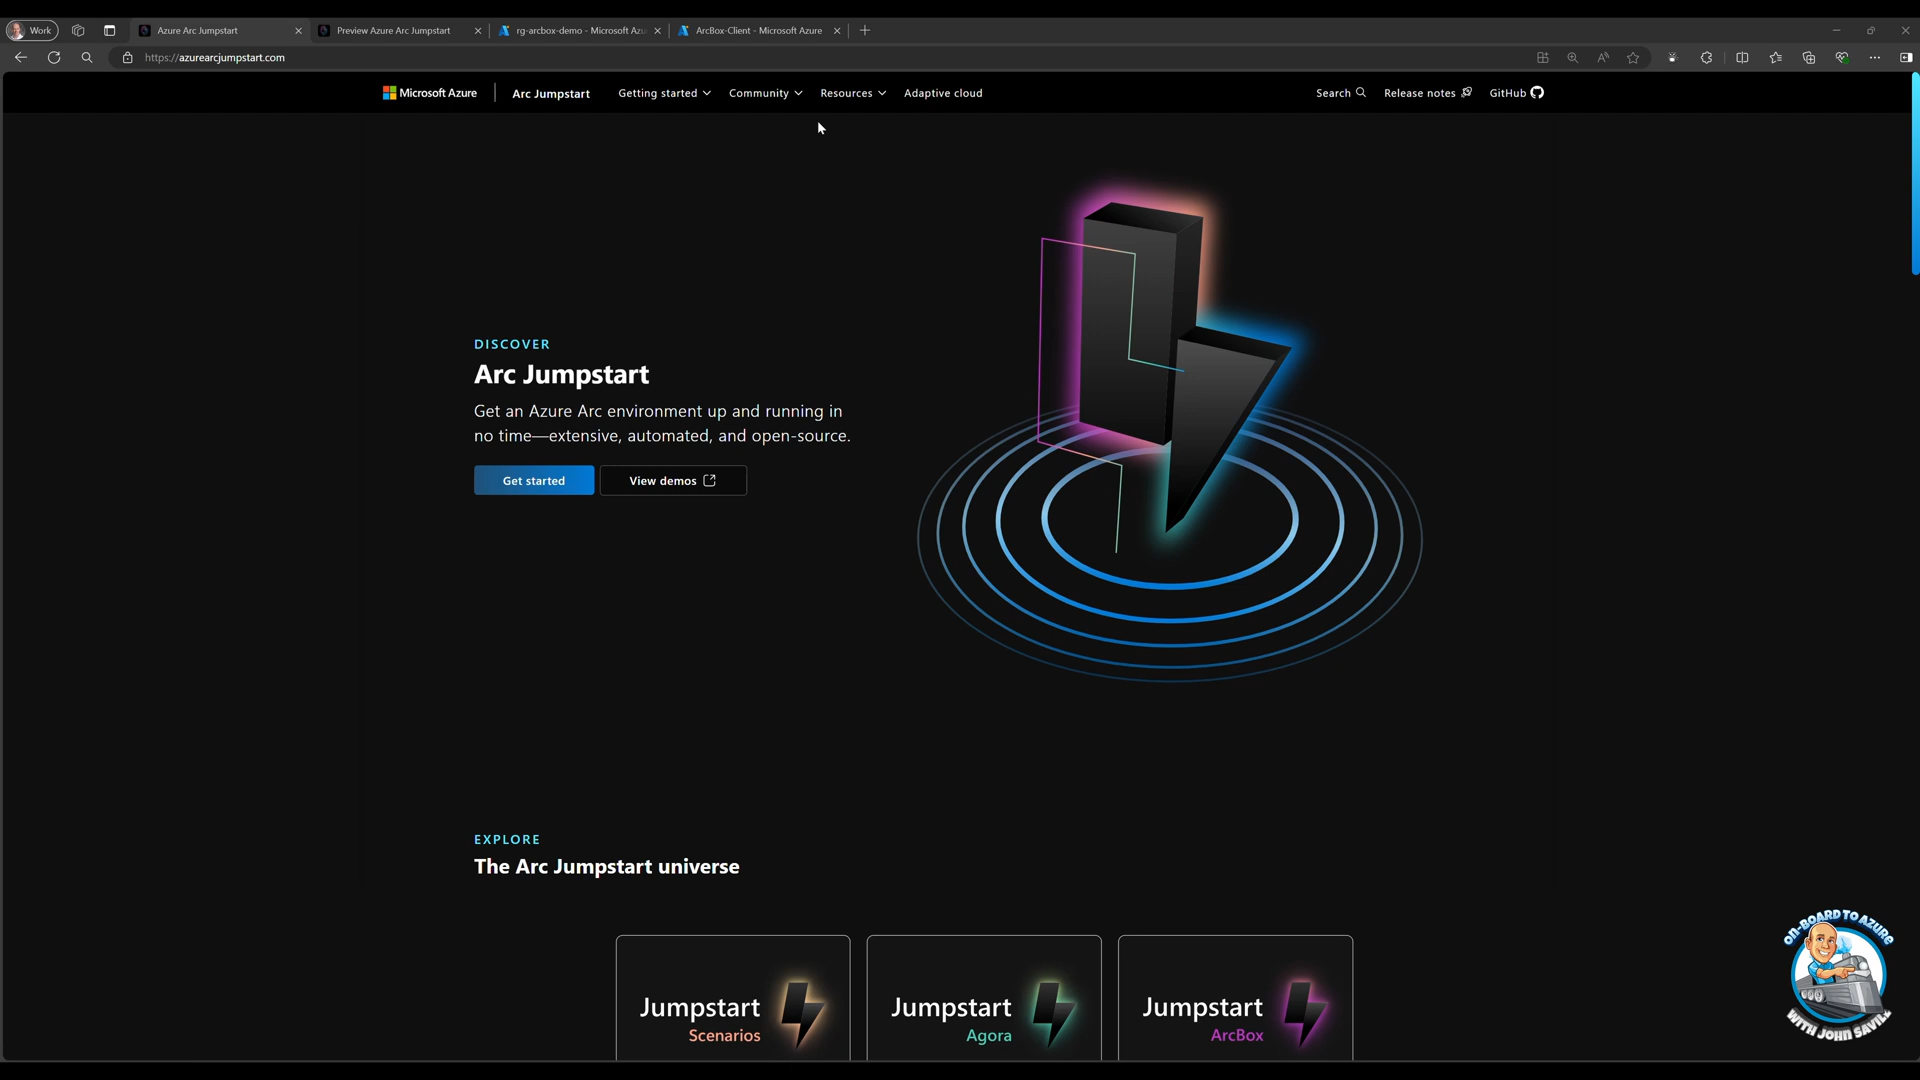 Work
Azure Arc Jumpstart
Preview Azure Arc Jumpstart
rg-arcbox-demo - Microsoft Azu
ArcBox-Client - Microsoft Azure
https://azurearcjumpstart.com
Microsoft Azure
Arc Jumpstart
Getting started
Community
Resources
Adaptive cloud
Search
Release notes
GitHub
DISCOVER
Arc Jumpstart
Get an Azure Arc environment up and running in
no time—extensive, automated, and open-source.
Get started
View demos
EXPLORE
The Arc Jumpstart universe
Jumpstart
Scenarios
Jumpstart
Agora
Jumpstart
ArcBox
ON-BOARD TO AZURE
WITH JOHN SAVILL